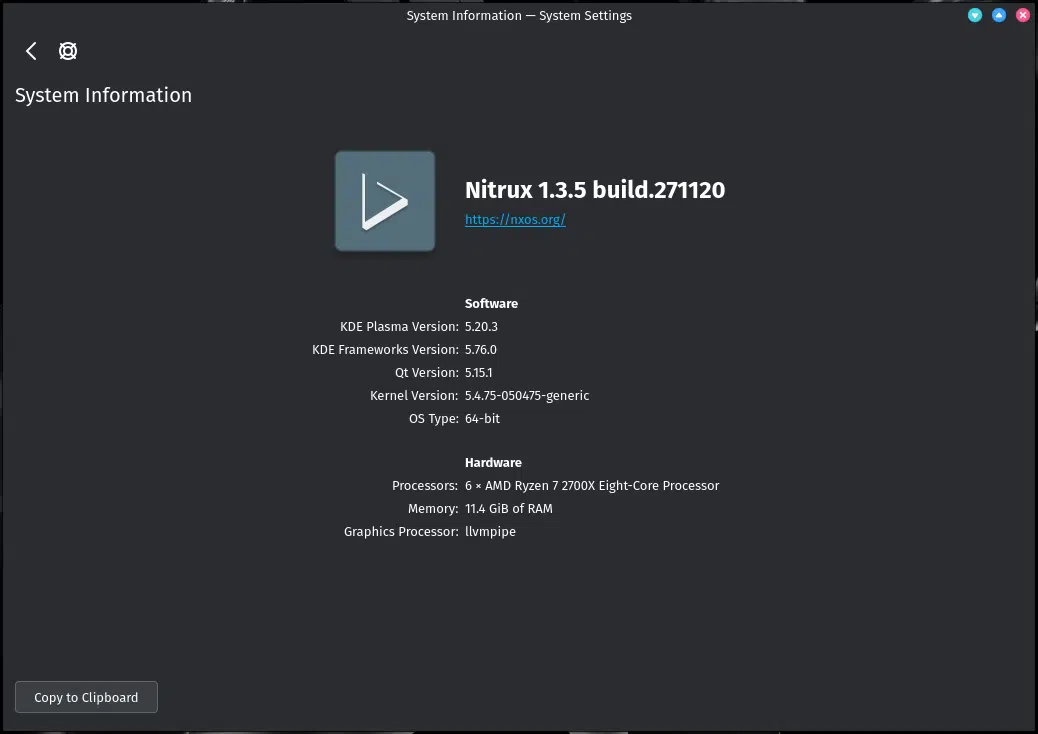 System Information — System Settings
System Information
Nitrux 1.3.5 build.271120
https://nxos.org/
Software
KDE Plasma Version: 5.20.3
KDE Frameworks Version: 5.76.0
Qt Version: 5.15.1
Kernel Version: 5.4.75-050475-generic
OS Type: 64-bit
Hardware
Processors: 6 × AMD Ryzen 7 2700X Eight-Core Processor
Memory: 11.4 GiB of RAM
Graphics Processor: llvmpipe
Copy to Clipboard